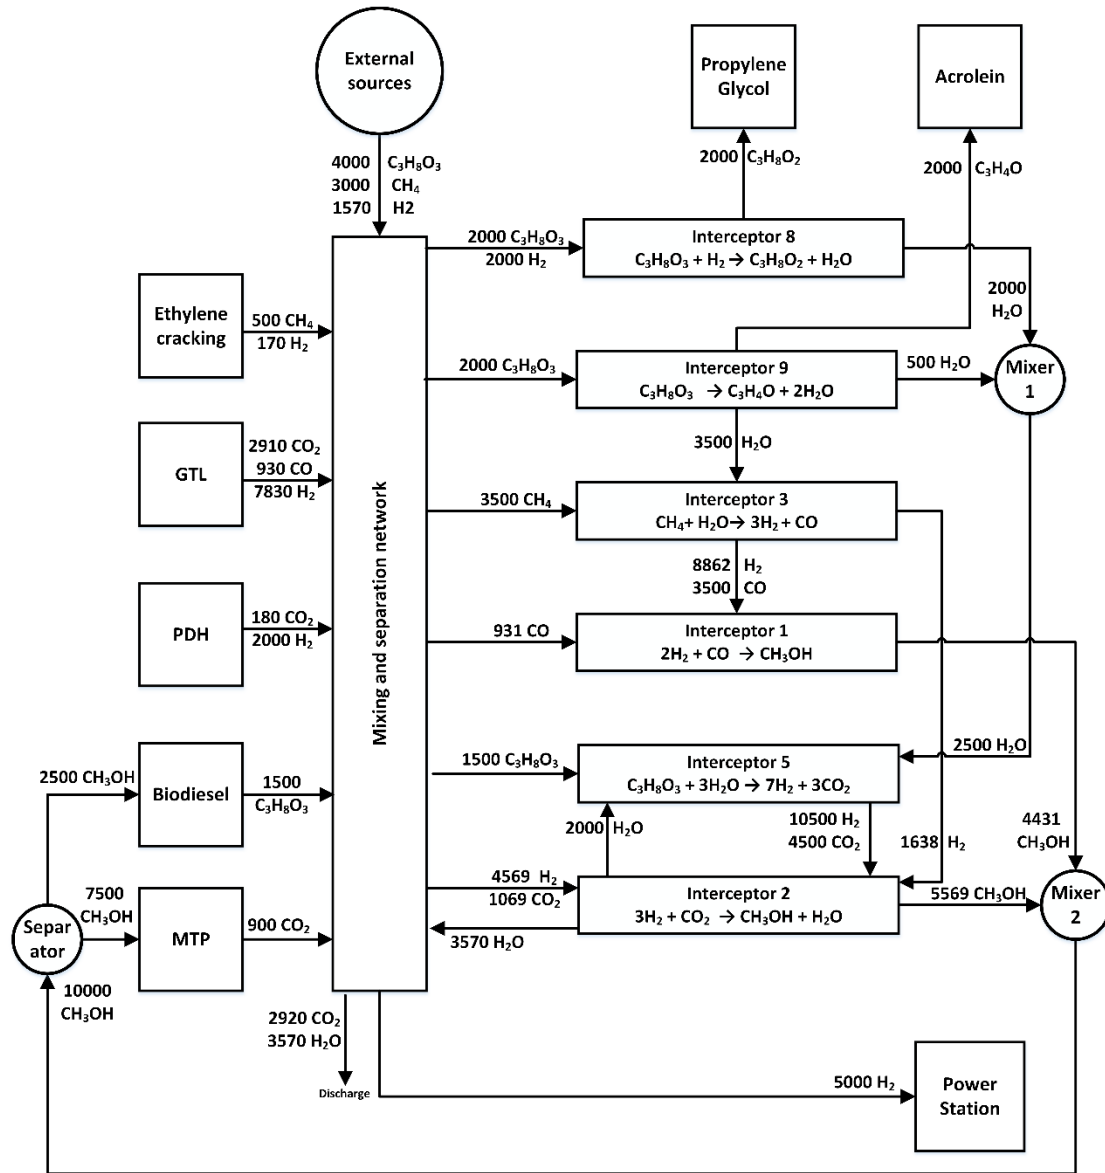 External
sources
Propylene
Glycol
Acrolein
4000 C₃H₈O₃
3000 CH₄
1570 H2
2000 C₃H₈O₂
2000 C₃H₄O
2000 C₃H₈O₃
2000 H₂
Interceptor 8
C₃H₈O₃ + H₂ → C₃H₈O₂ + H₂O
2000
H₂O
Ethylene
cracking
500 CH₄
170 H₂
2000 C₃H₈O₃
Interceptor 9
C₃H₈O₃ → C₃H₄O + 2H₂O
500 H₂O
Mixer
1
3500 H₂O
GTL
2910 CO₂
930 CO
7830 H₂
Mixing and separation network
3500 CH₄
Interceptor 3
CH₄+ H₂O → 3H₂ + CO
8862 H₂
3500 CO
PDH
180 CO₂
2000 H₂
931 CO
Interceptor 1
2H₂ + CO → CH₃OH
2500 CH₃OH
Biodiesel
1500
C₃H₈O₃
1500 C₃H₈O₃
Interceptor 5
C₃H₈O₃ + 3H₂O → 7H₂ + 3CO₂
2500 H₂O
2000 H₂O
10500 H₂
4500 CO₂
1638 H₂
4431
CH₃OH
7500
CH₃OH
Separ
ator
MTP
900 CO₂
4569 H₂
1069 CO₂
Interceptor 2
3H₂ + CO₂ → CH₃OH + H₂O
5569 CH₃OH
Mixer
2
3570 H₂O
10000
CH₃OH
2920 CO₂
3570 H₂O
Discharge
5000 H₂
Power
Station